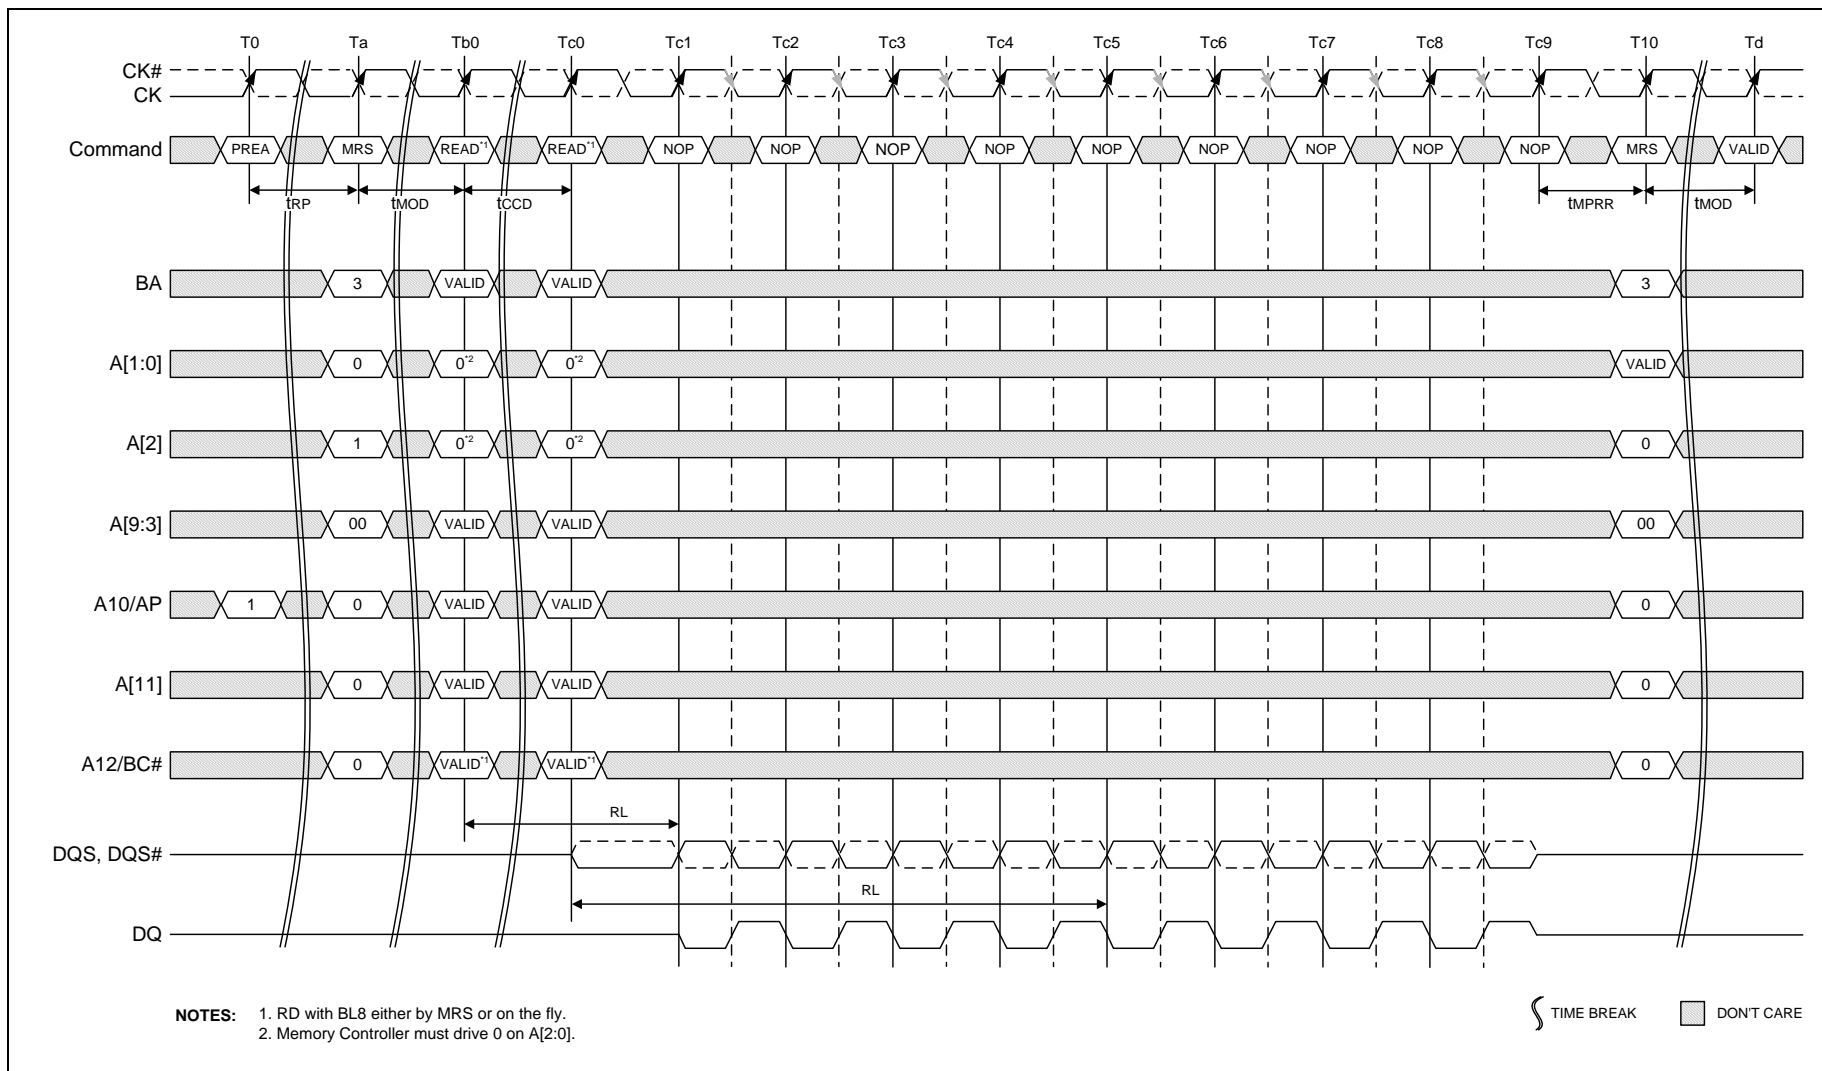 T0 Ta Tb0 Tc0 Tc1 Tc2 Tc3 Tc4 Tc5 Tc6 Tc7 Tc8 Tc9 T10 Td
CK#
CK
Command PREA MRS READ*1 READ*1 NOP NOP NOP NOP NOP NOP NOP NOP NOP MRS VALID
tRP tMOD tCCD tMPRR tMOD
BA 3 VALID VALID 3
A[1:0] 0 0*2 0*2 VALID
A[2] 1 0*2 0*2 0
A[9:3] 00 VALID VALID 00
A10/AP 1 0 VALID VALID 0
A[11] 0 VALID VALID 0
A12/BC# 0 VALID*1 VALID*1 0
RL
DQS, DQS#
RL
DQ
NOTES: 1. RD with BL8 either by MRS or on the fly.
2. Memory Controller must drive 0 on A[2:0].
TIME BREAK DON'T CARE